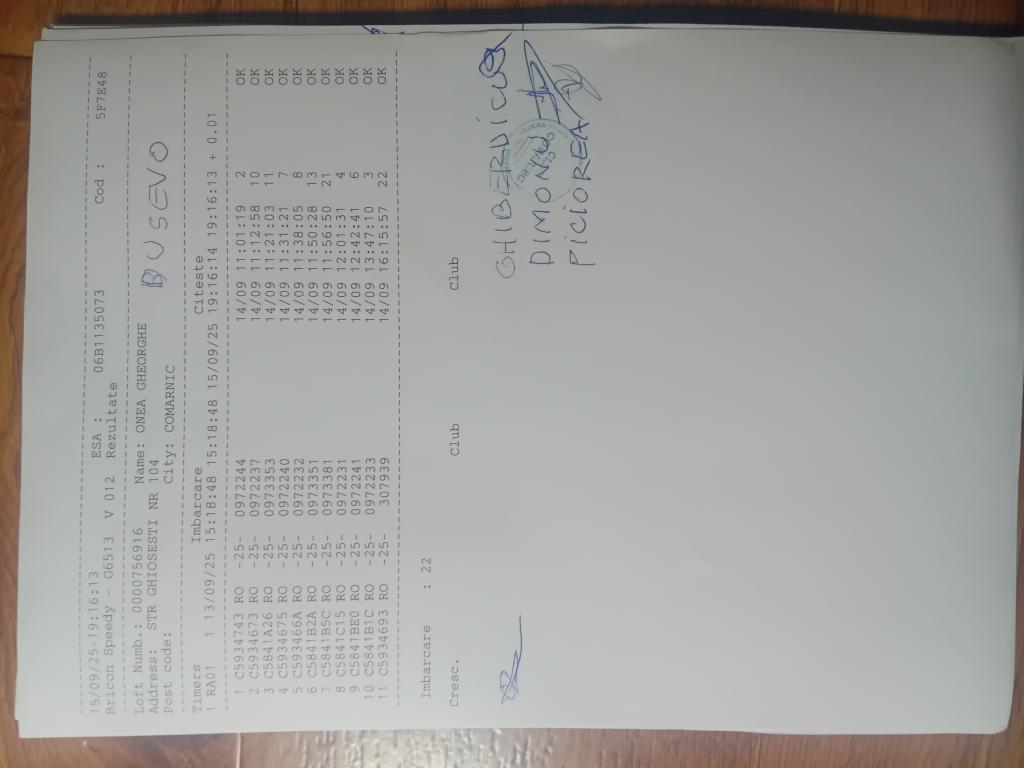 15/09/25-19:16:13 ESA : 06B1135073 Cod : 5F7E48
Bricon Speedy - G6513 V 012 Rezultate
Loft Numb.: 0000756916 Name: ONEA GHEORGHE
Address: STR GHIOSESTI NR 104
Post code: City: COMARNIC
BUSEVO
Timers Imbarcare Citeste
1 RA01 1 13/09/25 15:18:48 15:18:48 15/09/25 19:16:14 19:16:13 + 0.01
1 C5934743 RO -25- 0972244 14/09 11:01:19 2 OK
2 C5934673 RO -25- 0972237 14/09 11:12:58 10 OK
3 C5841A26 RO -25- 0973353 14/09 11:21:03 11 OK
4 C5934675 RO -25- 0972240 14/09 11:31:21 7 OK
5 C593466A RO -25- 0972232 14/09 11:38:05 8 OK
6 C5841B2A RO -25- 0973351 14/09 11:50:28 13 OK
7 C5841B5C RO -25- 0973381 14/09 11:56:50 21 OK
8 C5841C15 RO -25- 0972231 14/09 12:01:31 4 OK
9 C5841BE0 RO -25- 0972241 14/09 12:42:41 6 OK
10 C5841B1C RO -25- 0972233 14/09 13:47:10 3 OK
11 C5934693 RO -25- 307939 14/09 16:15:57 22 OK
Imbarcare : 22
Cresc. Club Club
GHIBERDIC
DIMON
PICIOREA